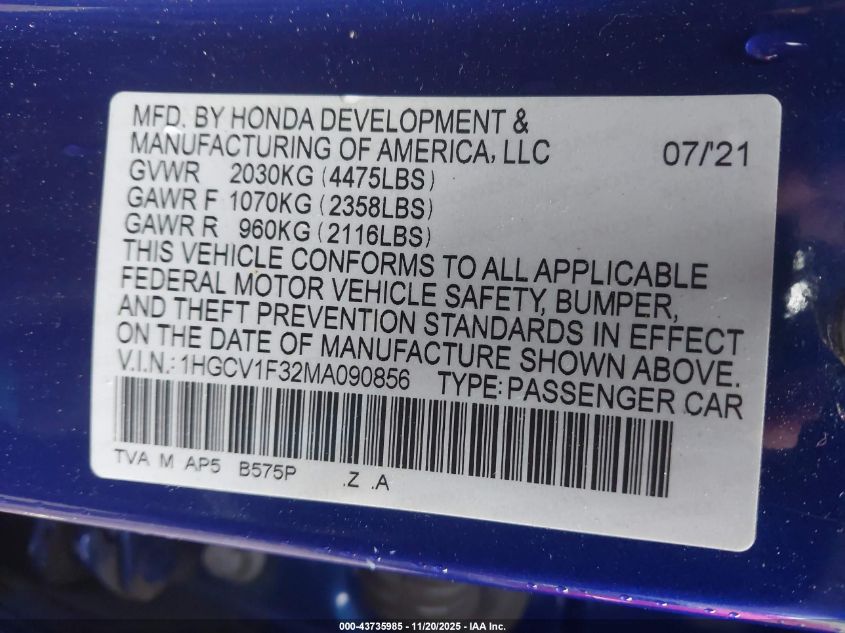 MFD. BY HONDA DEVELOPMENT &
MANUFACTURING OF AMERICA, LLC 07/'21
GVWR 2030KG (4475LBS)
GAWR F 1070KG (2358LBS)
GAWR R 960KG (2116LBS)
THIS VEHICLE CONFORMS TO ALL APPLICABLE
FEDERAL MOTOR VEHICLE SAFETY, BUMPER,
AND THEFT PREVENTION STANDARDS IN EFFECT
ON THE DATE OF MANUFACTURE SHOWN ABOVE.
V.I.N.: 1HGCV1F32MA090856 TYPE: PASSENGER CAR
TVA M AP5 B575P .Z .A
000-43735985 - 11/20/2025 - IAA Inc.